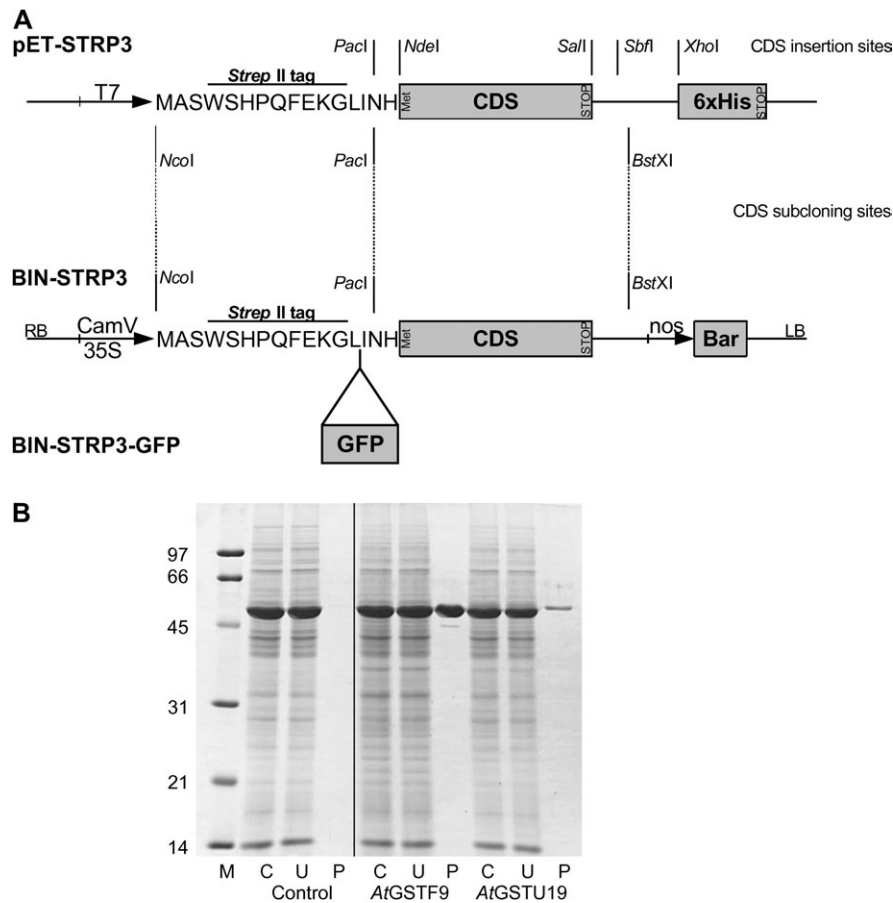 A
pET-STRP3
PacI NdeI SalI SbfI XhoI CDS insertion sites
Strep II tag
T7 MASWSHPQFEKGLINH Met CDS STOP 6xHis STOP
NcoI PacI BstXI
CDS subcloning sites
BIN-STRP3
NcoI PacI BstXI
Strep II tag
RB CamV 35S MASWSHPQFEKGLINH Met CDS STOP nos Bar LB
BIN-STRP3-GFP
GFP
B
97
66
45
31
21
14
M C U P C U P C U P
Control AtGSTF9 AtGSTU19